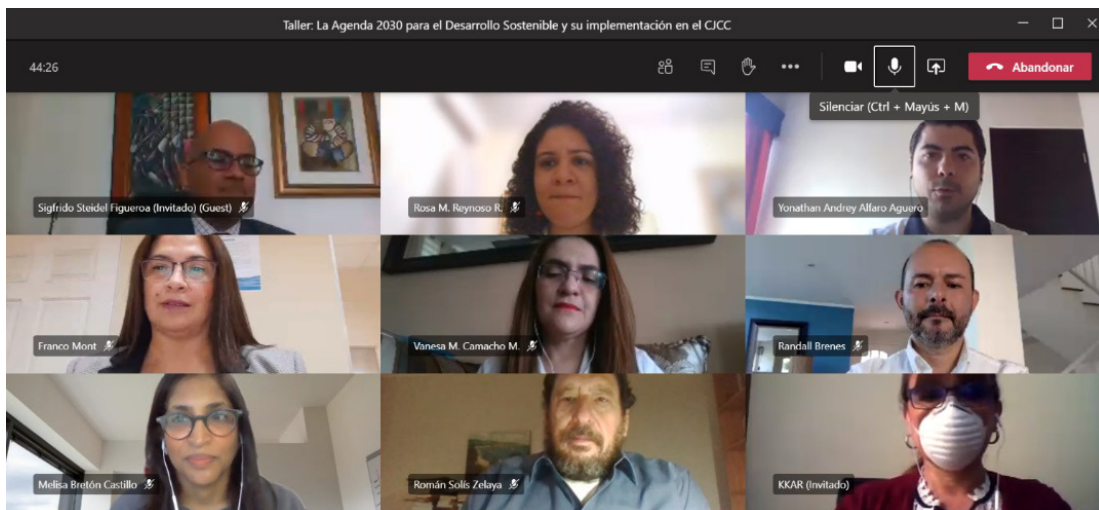 Taller: La Agenda 2030 para el Desarrollo Sostenible y su implementación en el CJCC
44:26
Abandonar
Silenciar (Ctrl + Mayús + M)
Sigfrido Steidel Figueroa (Invitado) (Guest)
Rosa M. Reynoso R.
Yonathan Andrey Alfaro Aguero
Franco Mont
Vanesa M. Camacho M.
Randall Brenes
Melisa Bretón Castillo
Román Solís Zelaya
KKAR (Invitado)